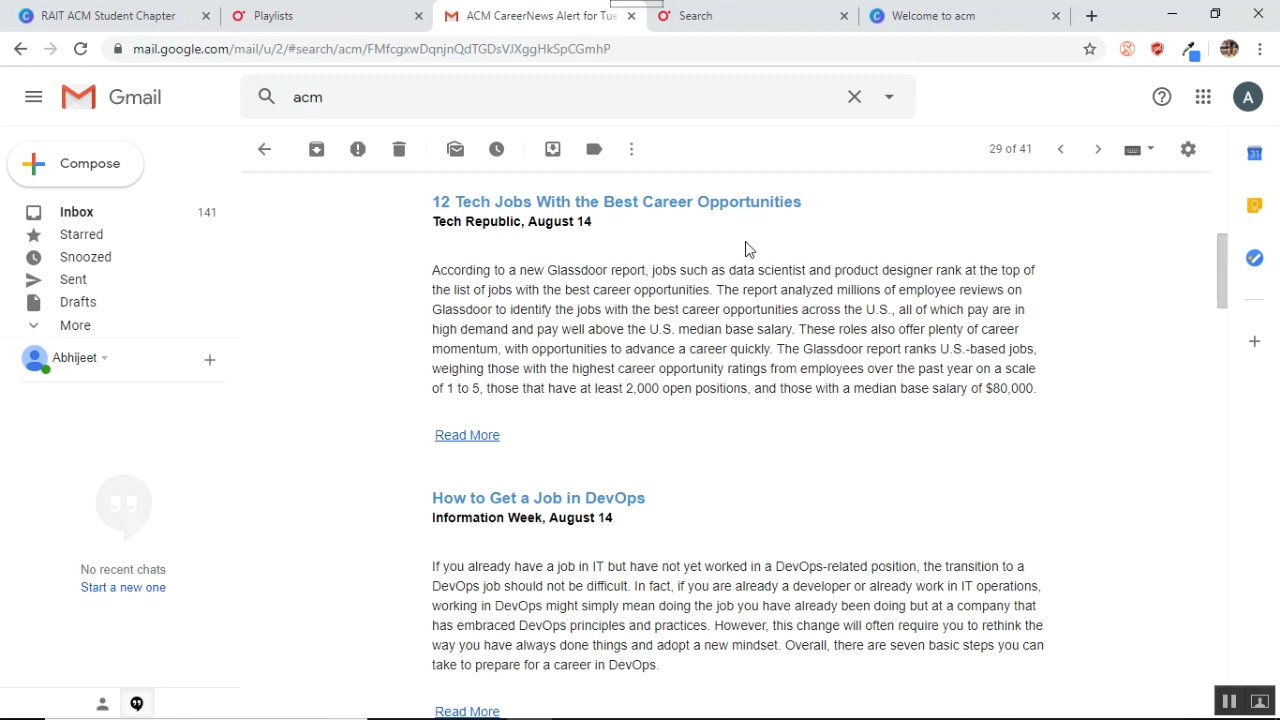 RAIT ACM Student Chapter
Playlists
ACM CareerNews Alert for Tue
Search
Welcome to acm
mail.google.com/mail/u/2/#search/acm/FMfcgxwDqnjnQdTGDsVJXggHkSpCGmhP
Gmail
acm
A
Compose
29 of 41
31
Inbox 141
Starred
Snoozed
Sent
Drafts
More
Abhijeet
No recent chats
Start a new one
12 Tech Jobs With the Best Career Opportunities
Tech Republic, August 14
According to a new Glassdoor report, jobs such as data scientist and product designer rank at the top of
the list of jobs with the best career opportunities. The report analyzed millions of employee reviews on
Glassdoor to identify the jobs with the best career opportunities across the U.S., all of which pay are in
high demand and pay well above the U.S. median base salary. These roles also offer plenty of career
momentum, with opportunities to advance a career quickly. The Glassdoor report ranks U.S.-based jobs,
weighing those with the highest career opportunity ratings from employees over the past year on a scale
of 1 to 5, those that have at least 2,000 open positions, and those with a median base salary of $80,000.
Read More
How to Get a Job in DevOps
Information Week, August 14
If you already have a job in IT but have not yet worked in a DevOps-related position, the transition to a
DevOps job should not be difficult. In fact, if you are already a developer or already work in IT operations,
working in DevOps might simply mean doing the job you have already been doing but at a company that
has embraced DevOps principles and practices. However, this change will often require you to rethink the
way you have always done things and adopt a new mindset. Overall, there are seven basic steps you can
take to prepare for a career in DevOps.
Read More